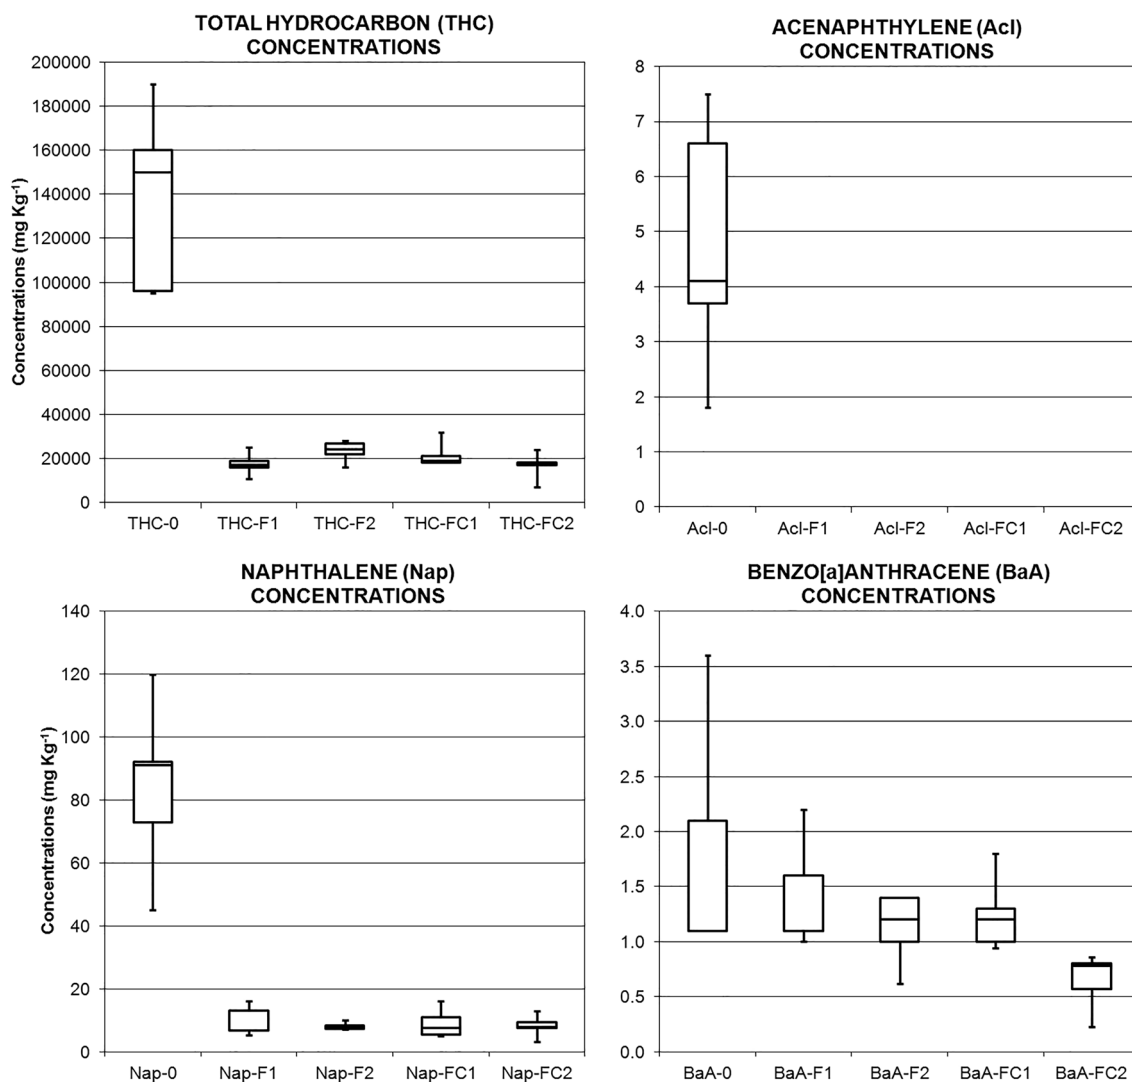 TOTAL HYDROCARBON (THC)
CONCENTRATIONS
200000
180000
160000
140000
120000
100000
80000
60000
40000
20000
0
Concentrations (mg Kg⁻¹)
THC-0 THC-F1 THC-F2 THC-FC1 THC-FC2
ACENAPHTHYLENE (Acl)
CONCENTRATIONS
8
7
6
5
4
3
2
1
0
Acl-0 Acl-F1 Acl-F2 Acl-FC1 Acl-FC2
NAPHTHALENE (Nap)
CONCENTRATIONS
140
120
100
80
60
40
20
0
Concentrations (mg Kg⁻¹)
Nap-0 Nap-F1 Nap-F2 Nap-FC1 Nap-FC2
BENZO[a]ANTHRACENE (BaA)
CONCENTRATIONS
4.0
3.5
3.0
2.5
2.0
1.5
1.0
0.5
0.0
BaA-0 BaA-F1 BaA-F2 BaA-FC1 BaA-FC2